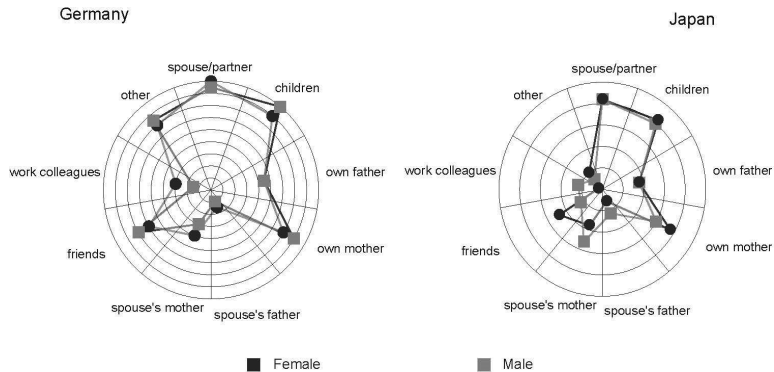 Germany
Japan
spouse/partner
children
own father
own mother
spouse's father
spouse's mother
friends
work colleagues
other
spouse/partner
children
own father
own mother
spouse's father
spouse's mother
friends
work colleagues
other
Female
Male